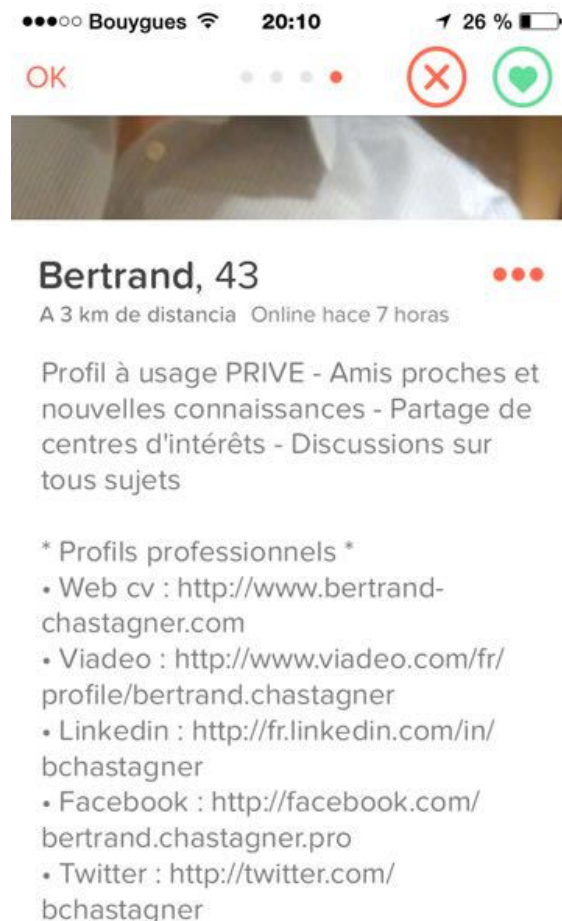 Bouygues 20:10 26 %
OK
Bertrand, 43
A 3 km de distancia Online hace 7 horas
Profil à usage PRIVE - Amis proches et
nouvelles connaissances - Partage de
centres d'intérêts - Discussions sur
tous sujets
* Profils professionnels *
• Web cv : http://www.bertrand-
chastagner.com
• Viadeo : http://www.viadeo.com/fr/
profile/bertrand.chastagner
• Linkedin : http://fr.linkedin.com/in/
bchastagner
• Facebook : http://facebook.com/
bertrand.chastagner.pro
• Twitter : http://twitter.com/
bchastagner